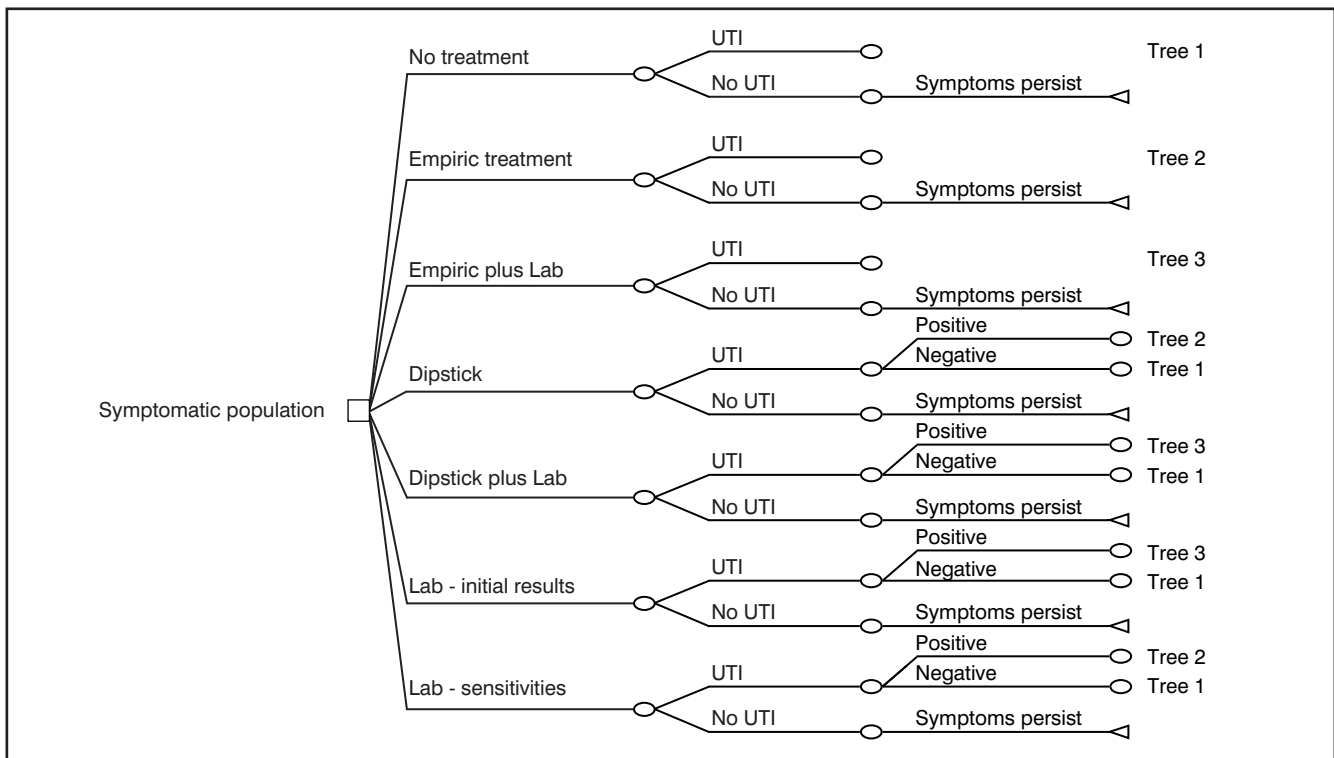 UTI
No treatment
Tree 1
No UTI
Symptoms persist
UTI
Empiric treatment
Tree 2
No UTI
Symptoms persist
UTI
Empiric plus Lab
Tree 3
No UTI
Symptoms persist
Positive
Tree 2
UTI
Negative
Tree 1
Dipstick
No UTI
Symptoms persist
Symptomatic population
Positive
Tree 3
UTI
Negative
Tree 1
Dipstick plus Lab
No UTI
Symptoms persist
Positive
Tree 3
UTI
Negative
Tree 1
Lab - initial results
No UTI
Symptoms persist
Positive
Tree 2
UTI
Negative
Tree 1
Lab - sensitivities
No UTI
Symptoms persist